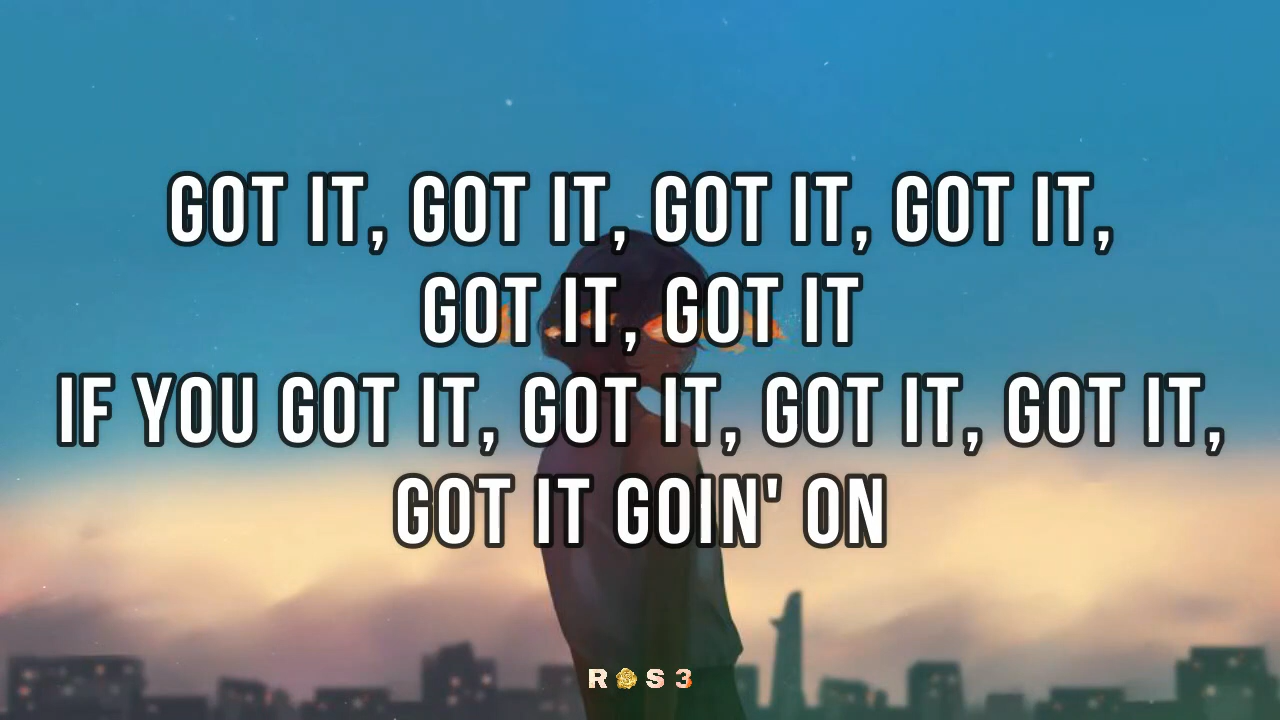 GOT IT, GOT IT, GOT IT, GOT IT,
GOT IT, GOT IT
IF YOU GOT IT, GOT IT, GOT IT, GOT IT,
GOT IT GOIN' ON
R S 3